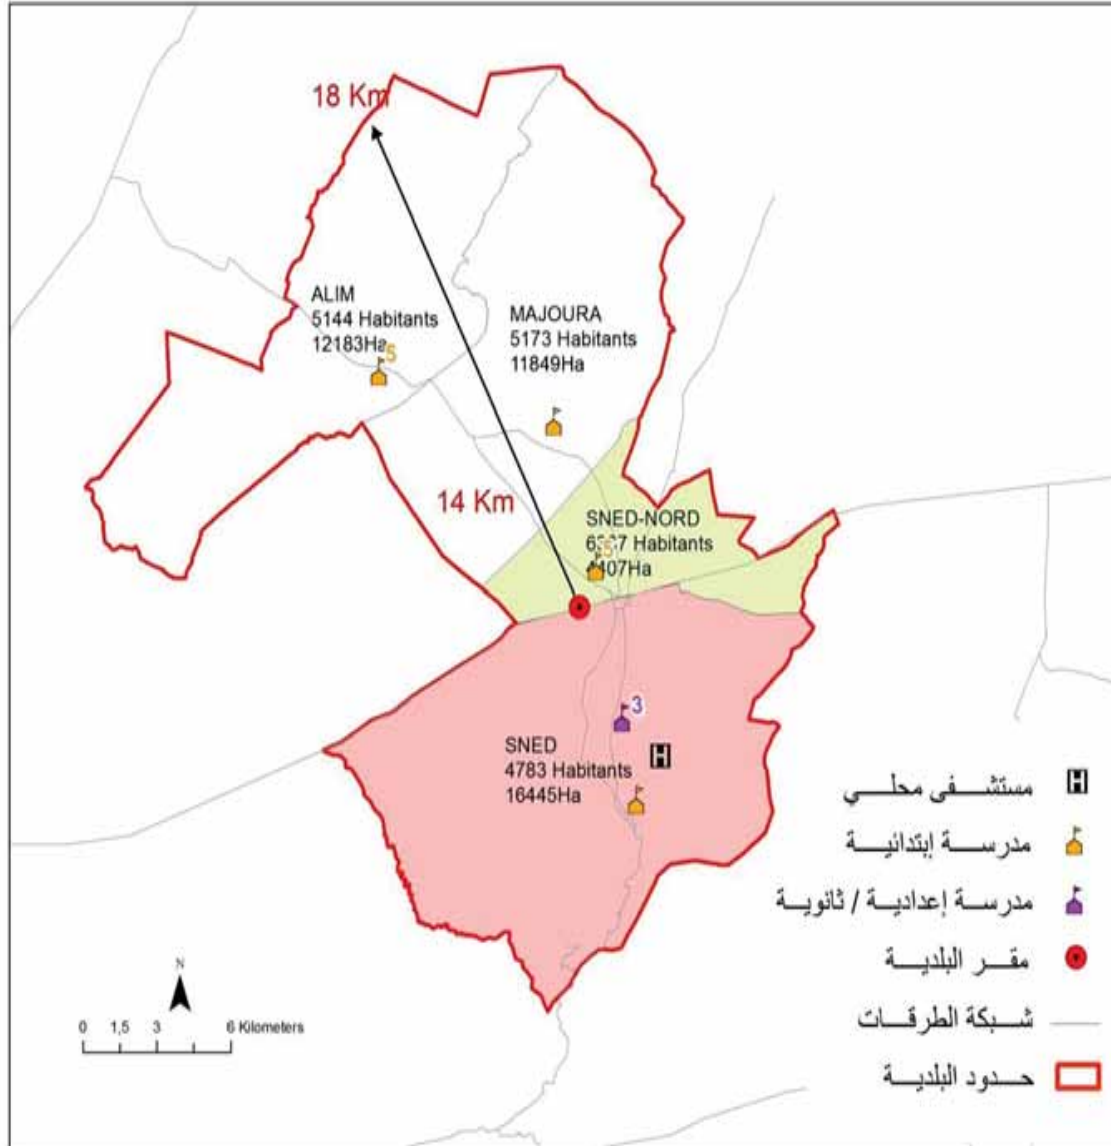 18 Km
ALIM
5144 Habitants
12183Ha
5
MAJOURA
5173 Habitants
11849Ha
14 Km
SNED-NORD
Habitants
5
3
SNED
4783 Habitants
16445Ha
مستشفى محلي
مدرسة إبتدائية
مدرسة إعدادية / ثانوية
مقر البلدية
شبكة الطرقات
حدود البلدية
N
0 1,5 3 6 Kilometers